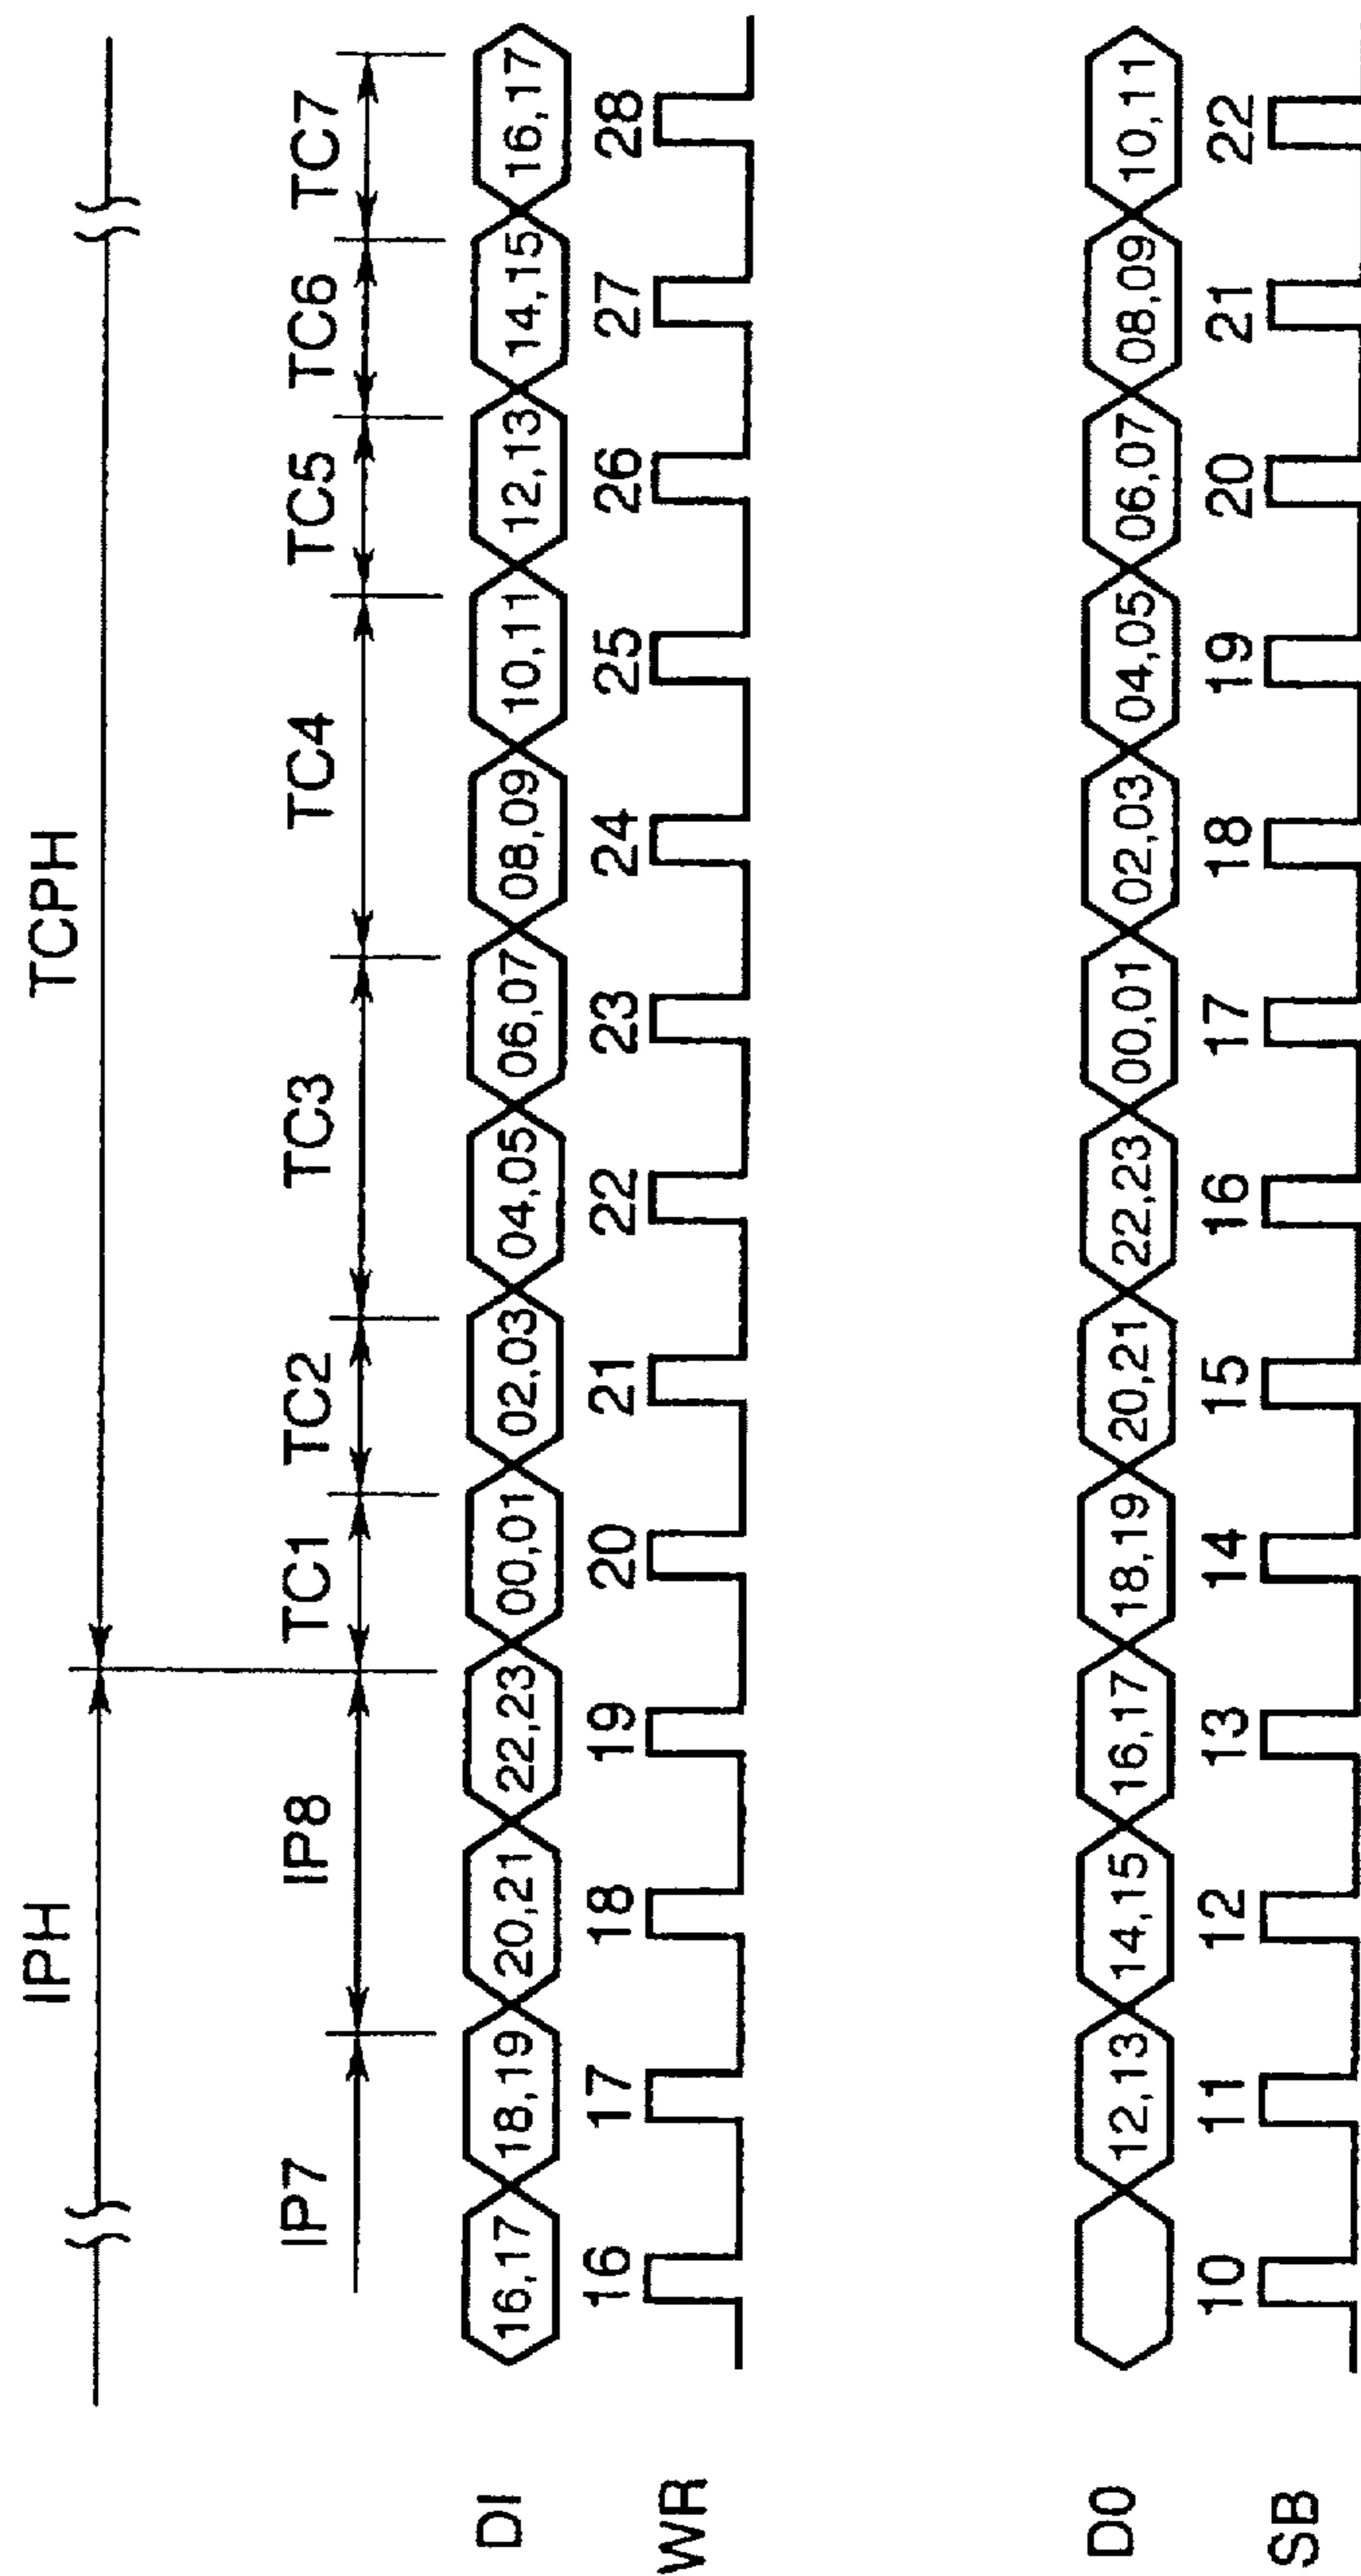 IPH TCPH
IP7 IP8 TC1 TC2 TC3 TC4 TC5 TC6 TC7
DI 16,17 18,19 20,21 22,23 00,01 02,03 04,05 06,07 08,09 10,11 12,13 14,15 16,17
16 17 18 19 20 21 22 23 24 25 26 27 28
WR
D0 12,13 14,15 16,17 18,19 20,21 22,23 00,01 02,03 04,05 06,07 08,09 10,11
10 11 12 13 14 15 16 17 18 19 20 21 22
SB